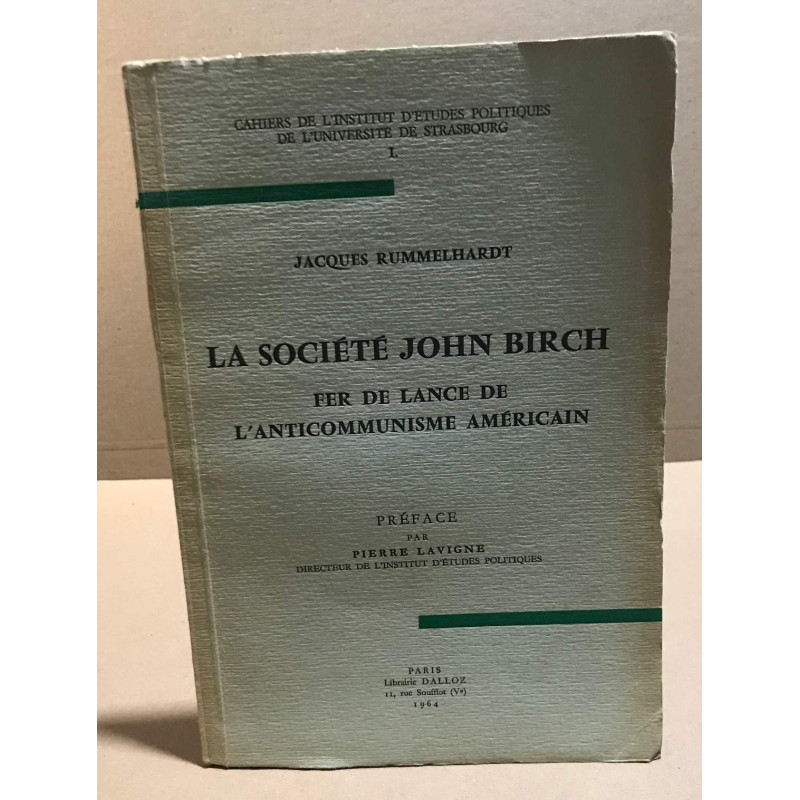 CAHIERS DE L'INSTITUT D'ÉTUDES POLITIQUES
DE L'UNIVERSITÉ DE STRASBOURG
I.
JACQUES RUMMELHARDT
LA SOCIÉTÉ JOHN BIRCH
FER DE LANCE DE
L'ANTICOMMUNISME AMÉRICAIN
PRÉFACE
PAR
PIERRE LAVIGNE
DIRECTEUR DE L'INSTITUT D'ÉTUDES POLITIQUES
PARIS
Librairie DALLOZ
11, rue Soufflot (Ve)
1964